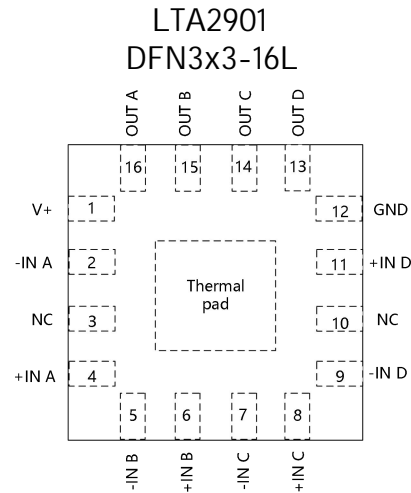 LTA2901
DFN3x3-16L
OUT A
OUT B
OUT C
OUT D
16
15
14
13
V+
1
12
GND
-IN A
2
11
+IN D
Thermal
pad
NC
3
10
NC
+IN A
4
9
-IN D
5
6
7
8
-IN B
+IN B
-IN C
+IN C